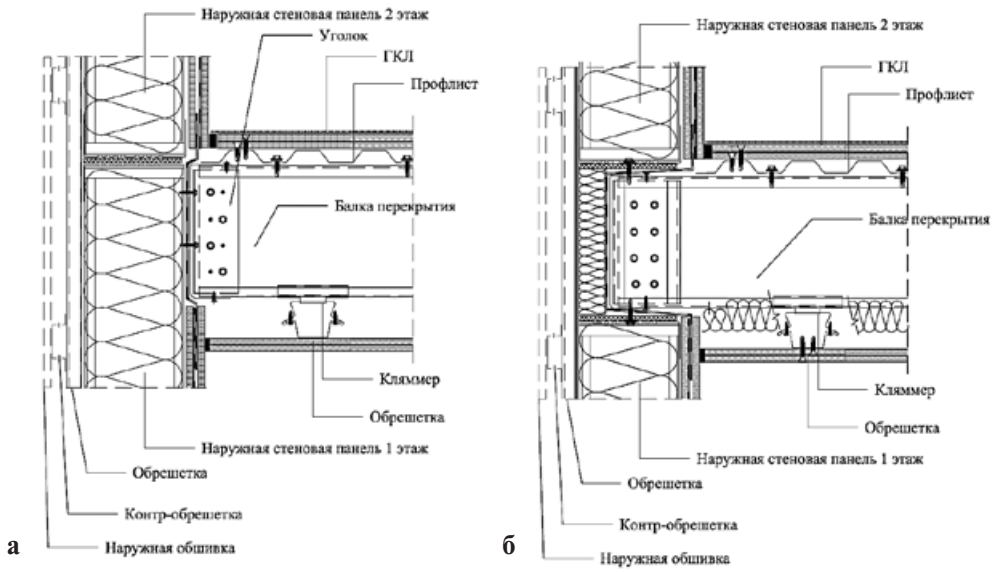 Наружная стеновая панель 2 этаж
Уголок
ГКЛ
Профлист
Балка перекрытия
Кляммер
Обрешетка
Наружная стеновая панель 1 этаж
Обрешетка
Контр-обрешетка
Наружная обшивка
а
Наружная стеновая панель 2 этаж
ГКЛ
Профлист
Балка перекрытия
Кляммер
Обрешетка
Наружная стеновая панель 1 этаж
Обрешетка
Контр-обрешетка
Наружная обшивка
б